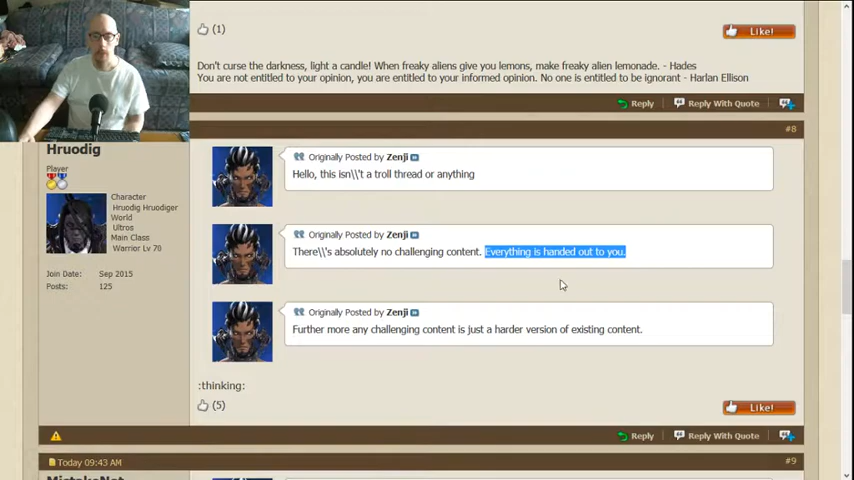 (1)
Like!
Don't curse the darkness, light a candle! When freaky aliens give you lemons, make freaky alien lemonade. - Hades
You are not entitled to your opinion, you are entitled to your informed opinion. No one is entitled to be ignorant - Harlan Ellison
Reply Reply With Quote
#8
Hruodig
Player
Character
Hruodig Hruodiger
World
Ultros
Main Class
Warrior Lv 70
Join Date: Sep 2015
Posts: 125
Originally Posted by Zenji
Hello, this isn\\'t a troll thread or anything
Originally Posted by Zenji
There\\'s absolutely no challenging content. Everything is handed out to you.
Originally Posted by Zenji
Further more any challenging content is just a harder version of existing content.
:thinking:
(5)
Like!
Reply Reply With Quote
Today 09:43 AM #9